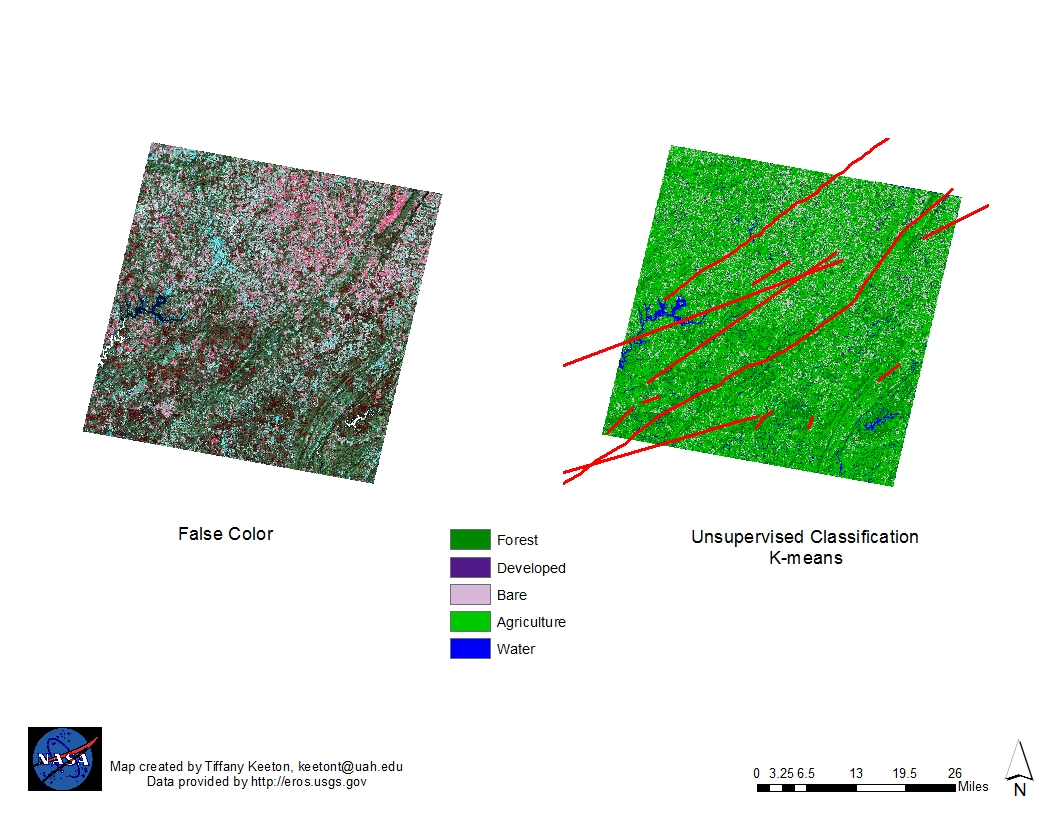 False Color
Unsupervised Classification
K-means
Forest
Developed
Bare
Agriculture
Water
NASA
Map created by Tiffany Keeton, keetont@uah.edu
Data provided by http://eros.usgs.gov
0 3.25 6.5 13 19.5 26
Miles
N